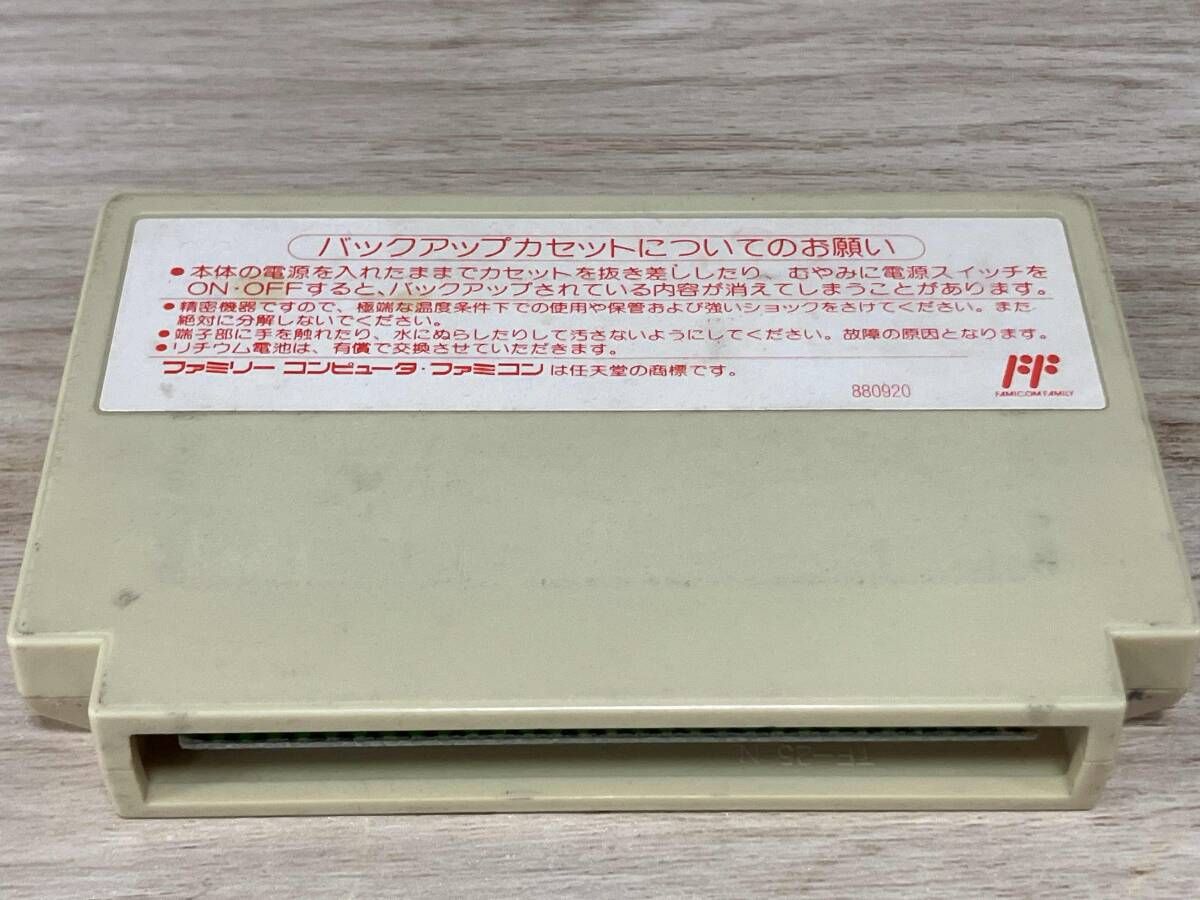 バックアップカセットについてのお願い
●本体の電源を入れたままでカセットを抜き差ししたり、むやみに電源スイッチを
ON・OFFすると、バックアップされている内容が消えてしまうことがあります。
●精密機器ですので、極端な温度条件下での使用や保管および強いショックをさけてください。また
絶対に分解しないでください。
●端子部に手を触れたり、水にぬらしたりして汚さないようにしてください。故障の原因となります。
●リチウム電池は、有償で交換させていただきます。
ファミリー コンピュータ・ファミコンは任天堂の商標です。
880920
FF
FAMICOM FAMILY
TF-25 N